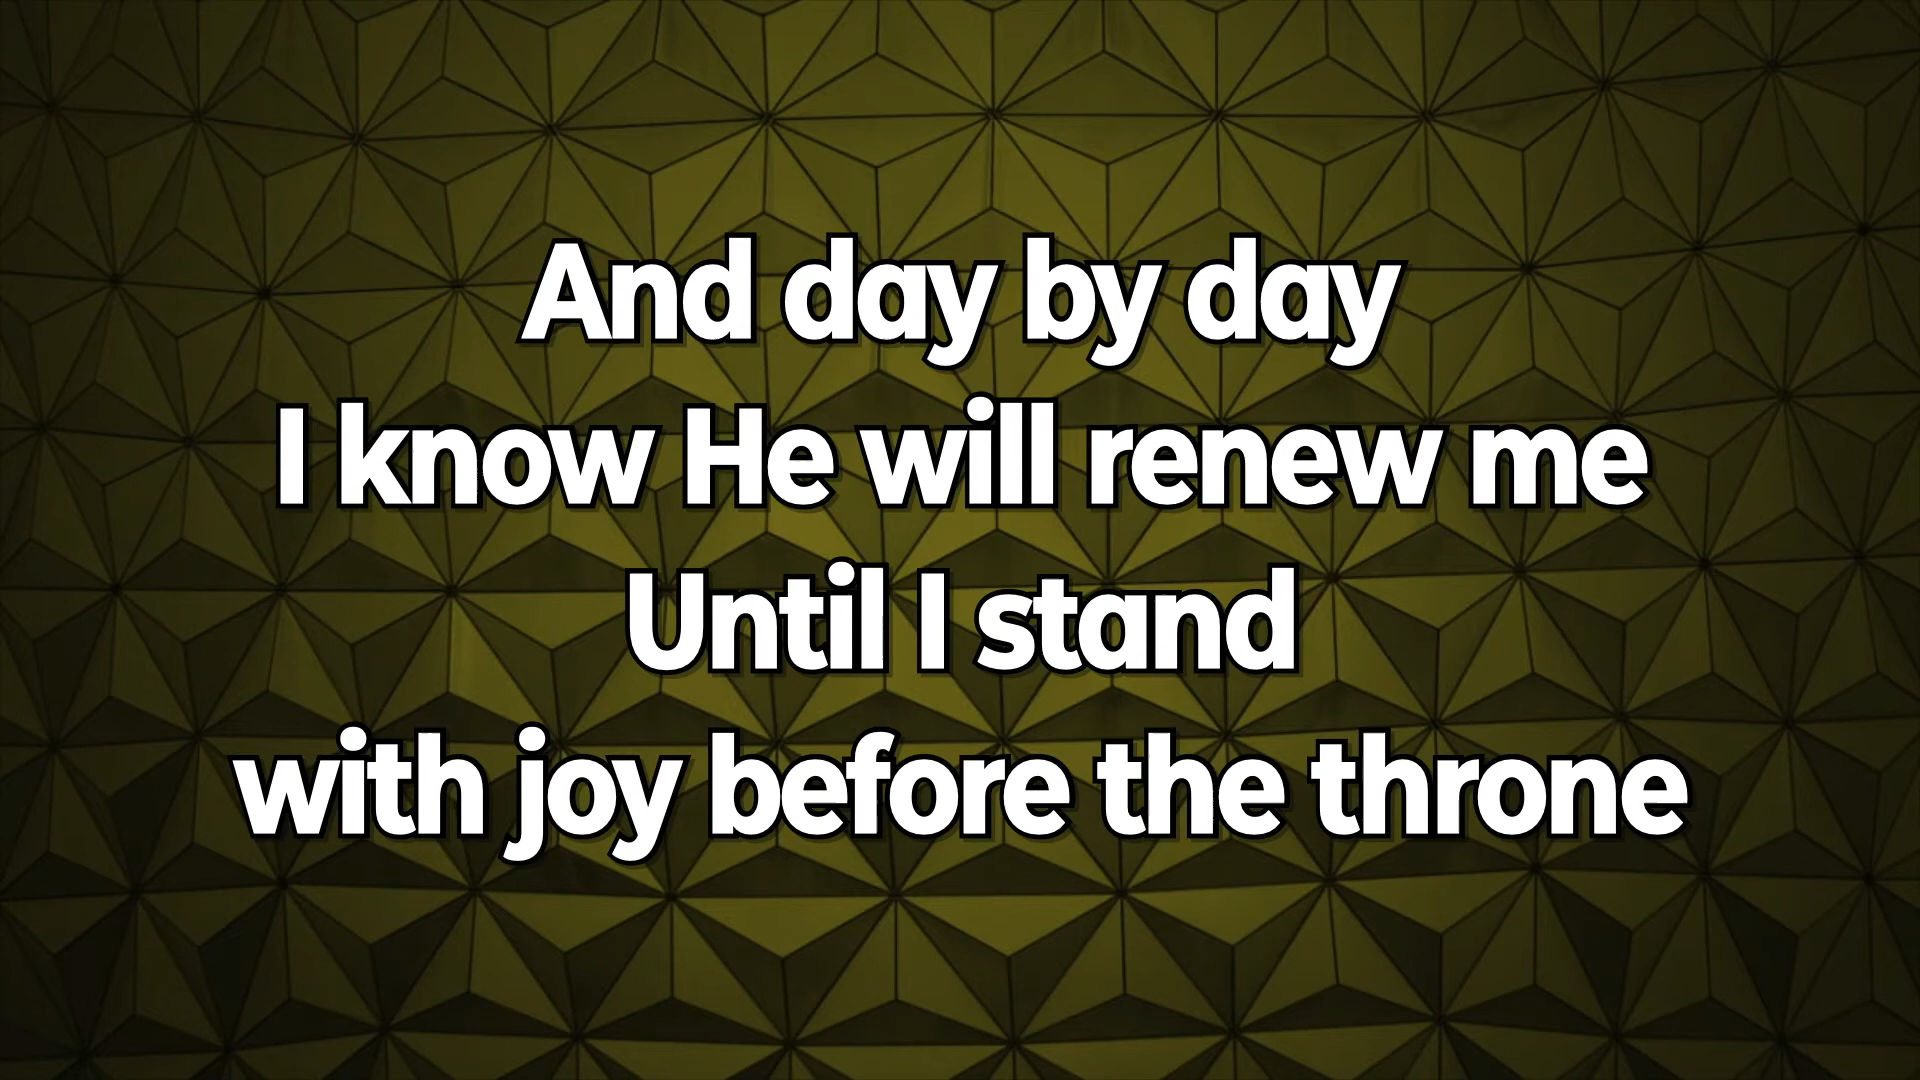 And day by day
I know He will renew me
Until I stand
with joy before the throne